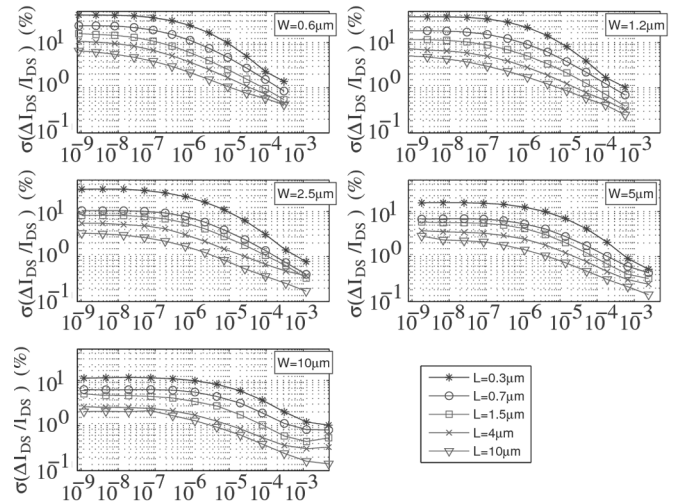 σ(ΔI_DS/I_DS) (%)
10^1
10^0
10^-1
W=0.6µm
10^-9 10^-8 10^-7 10^-6 10^-5 10^-4 10^-3
σ(ΔI_DS/I_DS) (%)
10^1
10^0
10^-1
W=1.2µm
10^-9 10^-8 10^-7 10^-6 10^-5 10^-4 10^-3
σ(ΔI_DS/I_DS) (%)
10^1
10^0
10^-1
W=2.5µm
10^-9 10^-8 10^-7 10^-6 10^-5 10^-4 10^-3
σ(ΔI_DS/I_DS) (%)
10^1
10^0
10^-1
W=5µm
10^-9 10^-8 10^-7 10^-6 10^-5 10^-4 10^-3
σ(ΔI_DS/I_DS) (%)
10^1
10^0
10^-1
W=10µm
10^-9 10^-8 10^-7 10^-6 10^-5 10^-4 10^-3
L=0.3µm
L=0.7µm
L=1.5µm
L=4µm
L=10µm